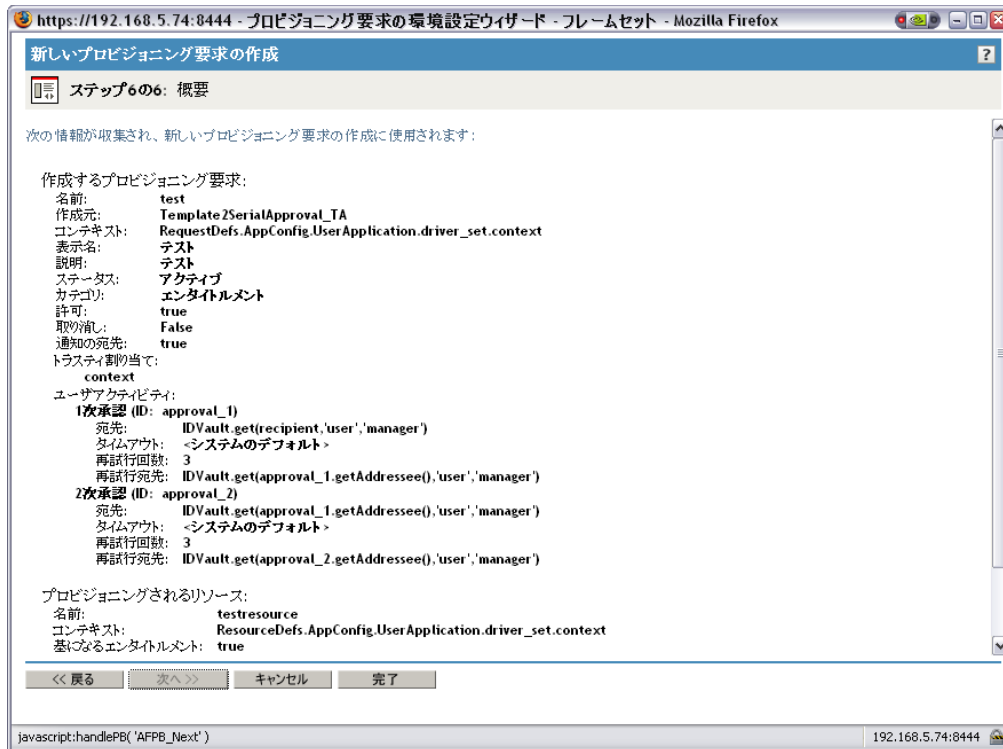 https://192.168.5.74:8444 - プロビジョニング要求の環境設定ウィザード - フレームセット - Mozilla Firefox
新しいプロビジョニング要求の作成 ?
ステップ6の6: 概要
次の情報が収集され、新しいプロビジョニング要求の作成に使用されます:
作成するプロビジョニング要求:
名前: test
作成元: Template2SerialApproval_TA
コンテキスト: RequestDefs.AppConfig.UserApplication.driver_set.context
表示名: テスト
説明: テスト
ステータス: アクティブ
カテゴリ: エンタイトルメント
許可: true
取り消し: False
通知の宛先: true
トラスティ割り当て:
context
ユーザアクティビティ:
1次承認 (ID: approval_1)
宛先: IDVault.get(recipient,'user','manager')
タイムアウト: <システムのデフォルト>
再試行回数: 3
再試行宛先: IDVault.get(approval_1.getAddressee(),'user','manager')
2次承認 (ID: approval_2)
宛先: IDVault.get(approval_1.getAddressee(),'user','manager')
タイムアウト: <システムのデフォルト>
再試行回数: 3
再試行宛先: IDVault.get(approval_2.getAddressee(),'user','manager')
プロビジョニングされるリソース:
名前: testresource
コンテキスト: ResourceDefs.AppConfig.UserApplication.driver_set.context
基になるエンタイトルメント: true
<< 戻る 次へ >> キャンセル 完了
javascript:handlePB( 'AFPB_Next' ) 192.168.5.74:8444